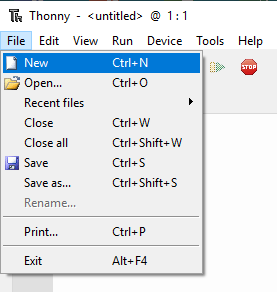 Thonny - <untitled> @ 1:1
File Edit View Run Device Tools Help
New Ctrl+N
Open... Ctrl+O
Recent files
Close Ctrl+W
Close all Ctrl+Shift+W
Save Ctrl+S
Save as... Ctrl+Shift+S
Rename...
Print... Ctrl+P
Exit Alt+F4
STOP